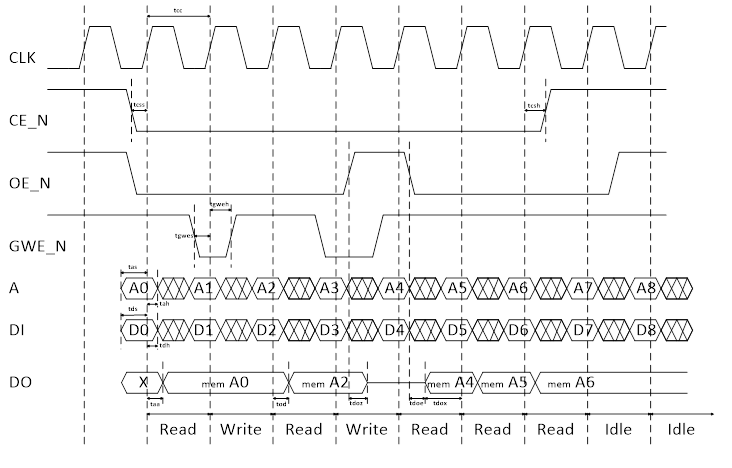 tcc
CLK
tcss
tcsh
CE_N
OE_N
tgweh
tgwes
GWE_N
tas
A A0 A1 A2 A3 A4 A5 A6 A7 A8
tah
tds
DI D0 D1 D2 D3 D4 D5 D6 D7 D8
tdh
DO X mem A0 mem A2 mem A4 mem A5 mem A6
taa tod tdoz tdoe tdox
Read Write Read Write Read Read Read Idle Idle